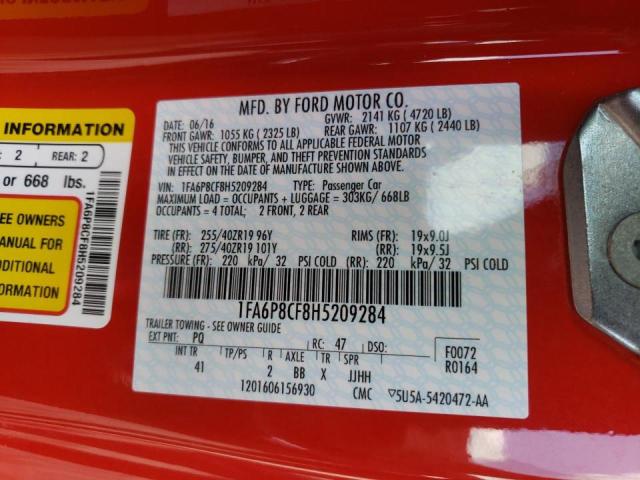 INFORMATION
2 REAR: 2
or 668 lbs.
SEE OWNERS
MANUAL FOR
ADDITIONAL
INFORMATION
1FA6P8CF8H5209284
MFD. BY FORD MOTOR CO.
DATE: 06/16 GVWR: 2141 KG (4720 LB)
FRONT GAWR: 1055 KG (2325 LB) REAR GAWR: 1107 KG (2440 LB)
THIS VEHICLE CONFORMS TO ALL APPLICABLE FEDERAL MOTOR
VEHICLE SAFETY, BUMPER, AND THEFT PREVENTION STANDARDS
IN EFFECT ON THE DATE OF MANUFACTURE SHOWN ABOVE.
VIN: 1FA6P8CF8H5209284 TYPE: Passenger Car
MAXIMUM LOAD = OCCUPANTS + LUGGAGE = 303KG/ 668LB
OCCUPANTS = 4 TOTAL; 2 FRONT, 2 REAR
TIRE (FR): 255/40ZR19 96Y RIMS (FR): 19x9.0J
(RR): 275/40ZR19 101Y (RR): 19x9.5J
PRESSURE (FR): 220 kPa/ 32 PSI COLD (RR): 220 kPa/ 32 PSI COLD
1FA6P8CF8H5209284
TRAILER TOWING - SEE OWNER GUIDE
EXT PNT: PQ RC: 47 DSO: F0072
INT TR TP/PS R AXLE TR SPR R0164
41 2 BB X JJHH
1201606156930 CMC ▽5U5A-5420472-AA